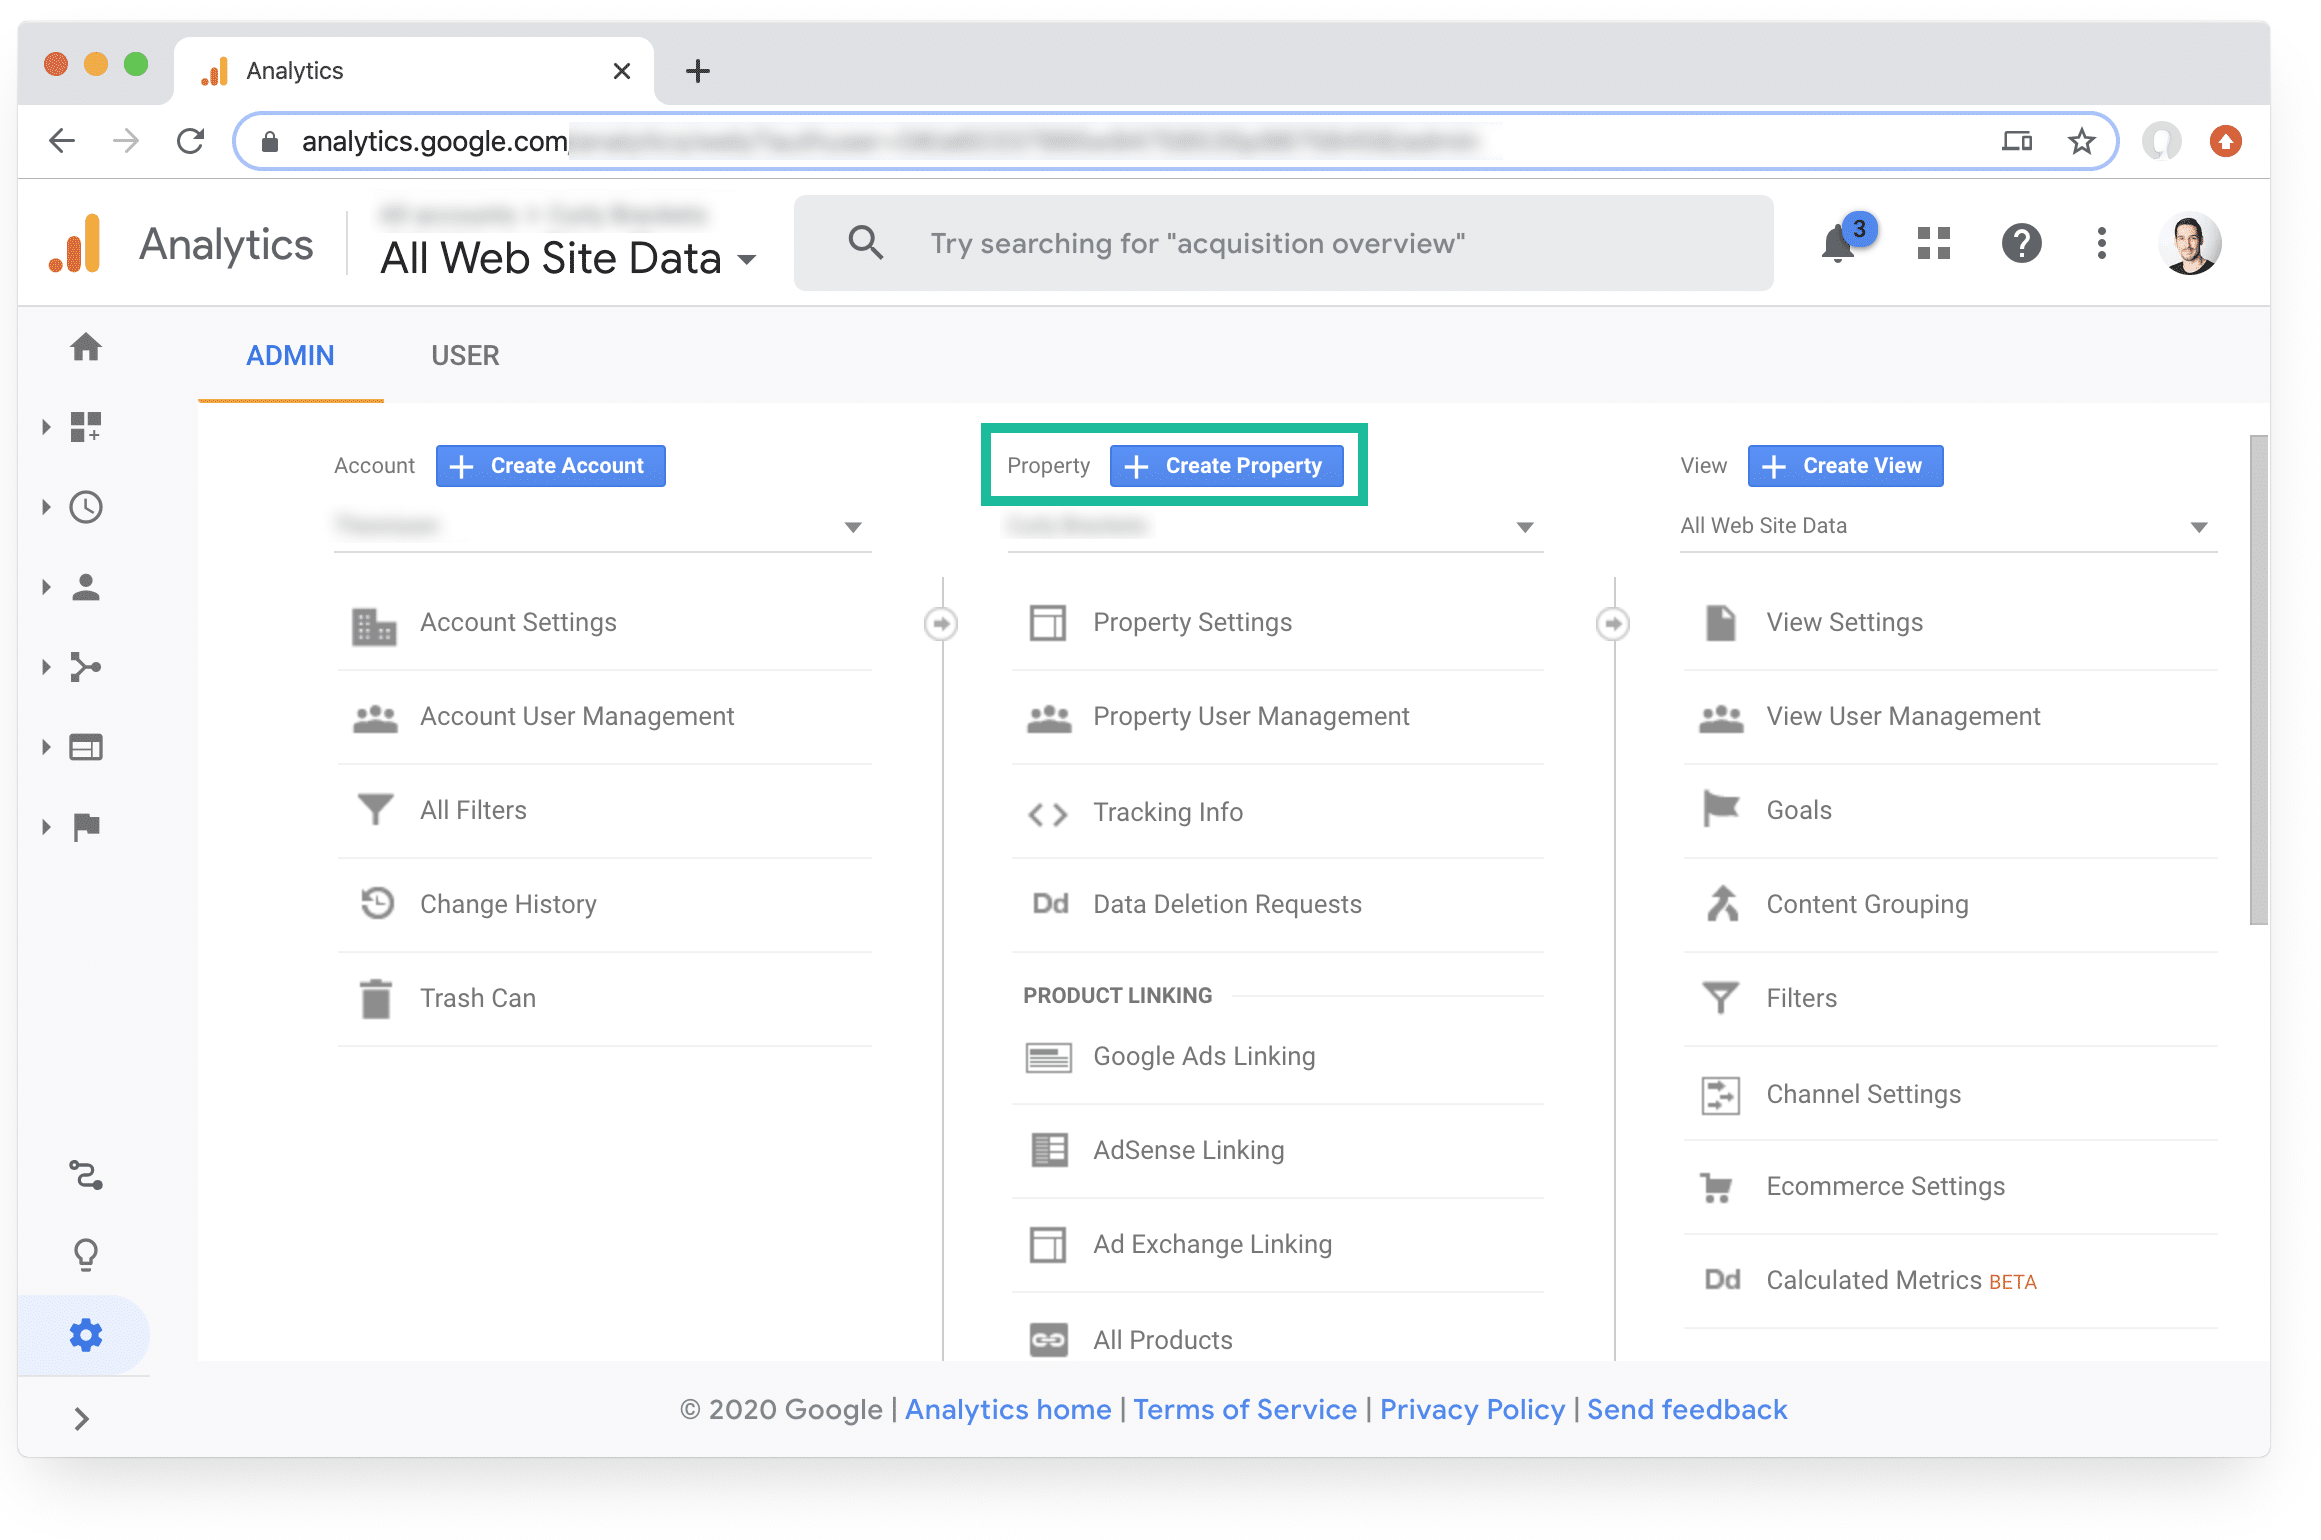 Analytics
analytics.google.com/
Analytics
All Web Site Data
Try searching for "acquisition overview"
3
ADMIN
USER
Account
Create Account
Property
Create Property
View
Create View
All Web Site Data
Account Settings
Account User Management
All Filters
Change History
Trash Can
Property Settings
Property User Management
Tracking Info
Dd Data Deletion Requests
PRODUCT LINKING
Google Ads Linking
AdSense Linking
Ad Exchange Linking
All Products
View Settings
View User Management
Goals
Content Grouping
Filters
Channel Settings
Ecommerce Settings
Dd Calculated Metrics BETA
© 2020 Google | Analytics home | Terms of Service | Privacy Policy | Send feedback